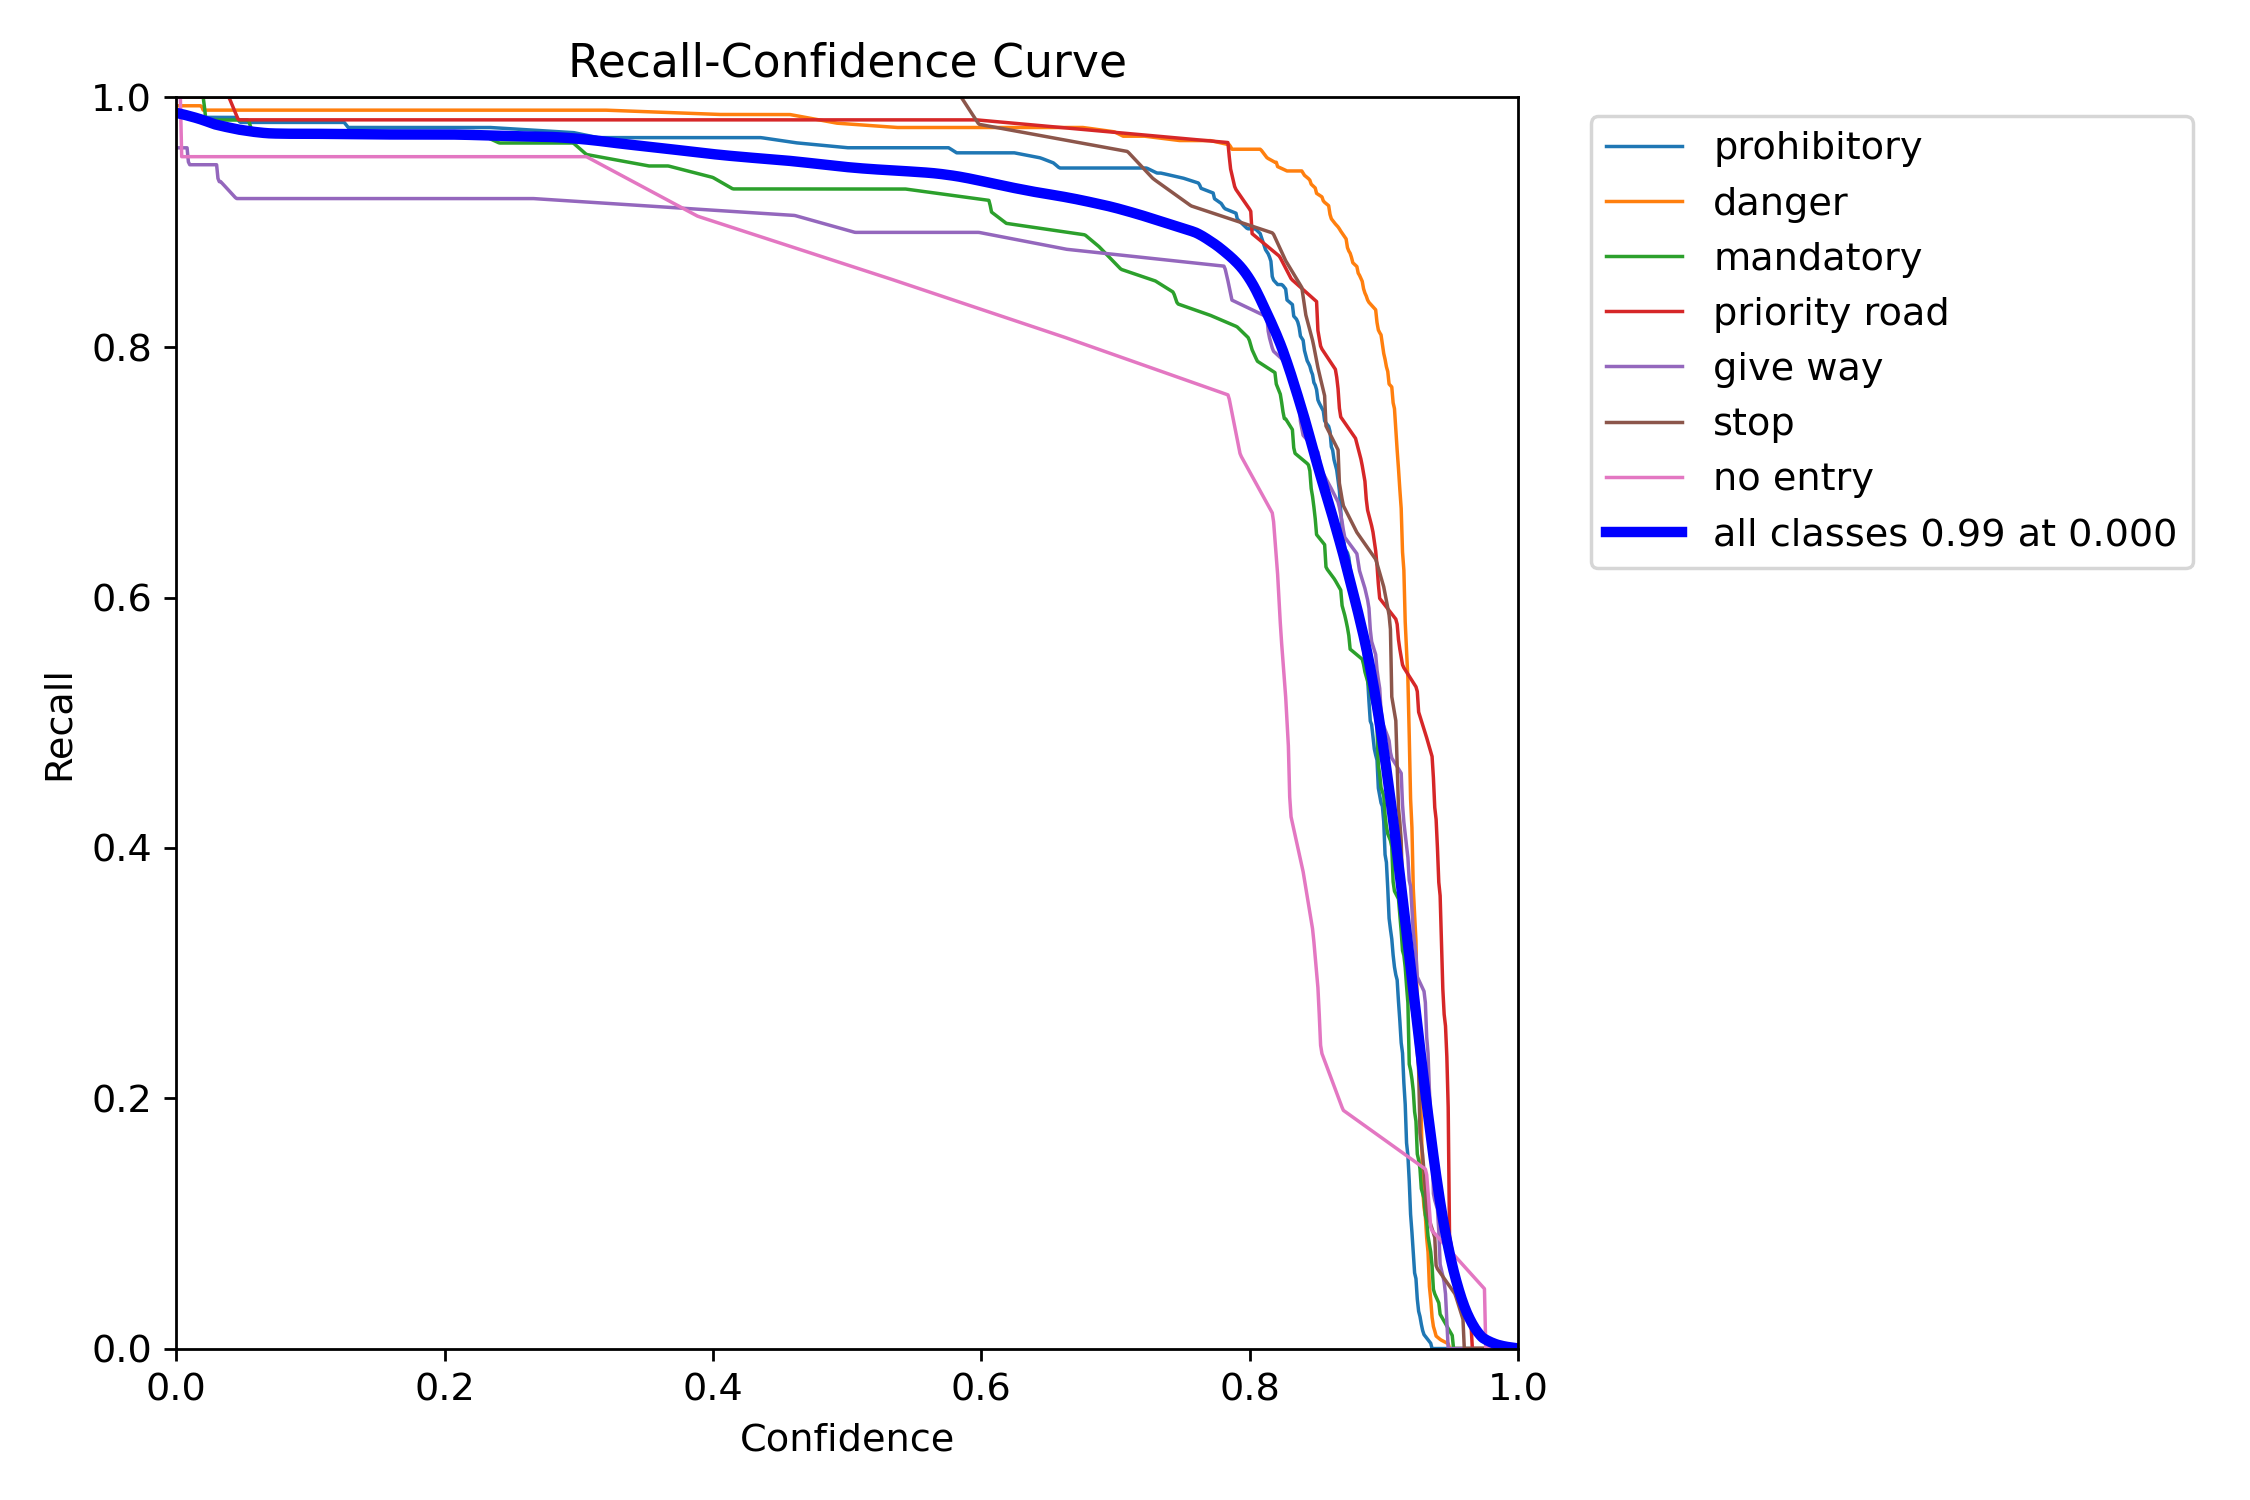 Recall-Confidence Curve
1.0
0.8
0.6
0.4
0.2
0.0
Recall
0.0 0.2 0.4 0.6 0.8 1.0
Confidence
prohibitory
danger
mandatory
priority road
give way
stop
no entry
all classes 0.99 at 0.000